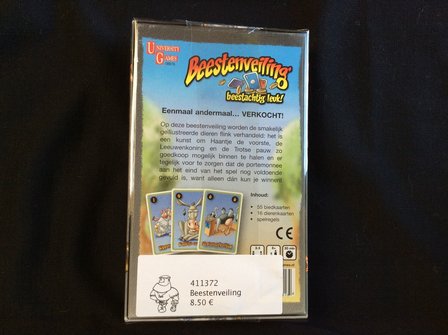 UNIVERSITY
GAMES
Beestenveiling
beestachtig leuk!
Eenmaal andermaal... VERKOCHT!
Op deze beestenveiling worden de smakelijk
geïllustreerde dieren flink verhandeld: het is
een kunst om Haantje de voorste, de
Leeuwenkoning en de Trotse pauw zo
goedkoop mogelijk binnen te halen en er
tegelijk voor te zorgen dat de portemonnee
aan het eind van het spel nog voldoende
gevuld is, want alleen dán kun je winnen!
Inhoud:
• 55 biedkaarten
• 16 dierenkaarten
• spelregels
CE
411372
Beestenveiling
8.50 €